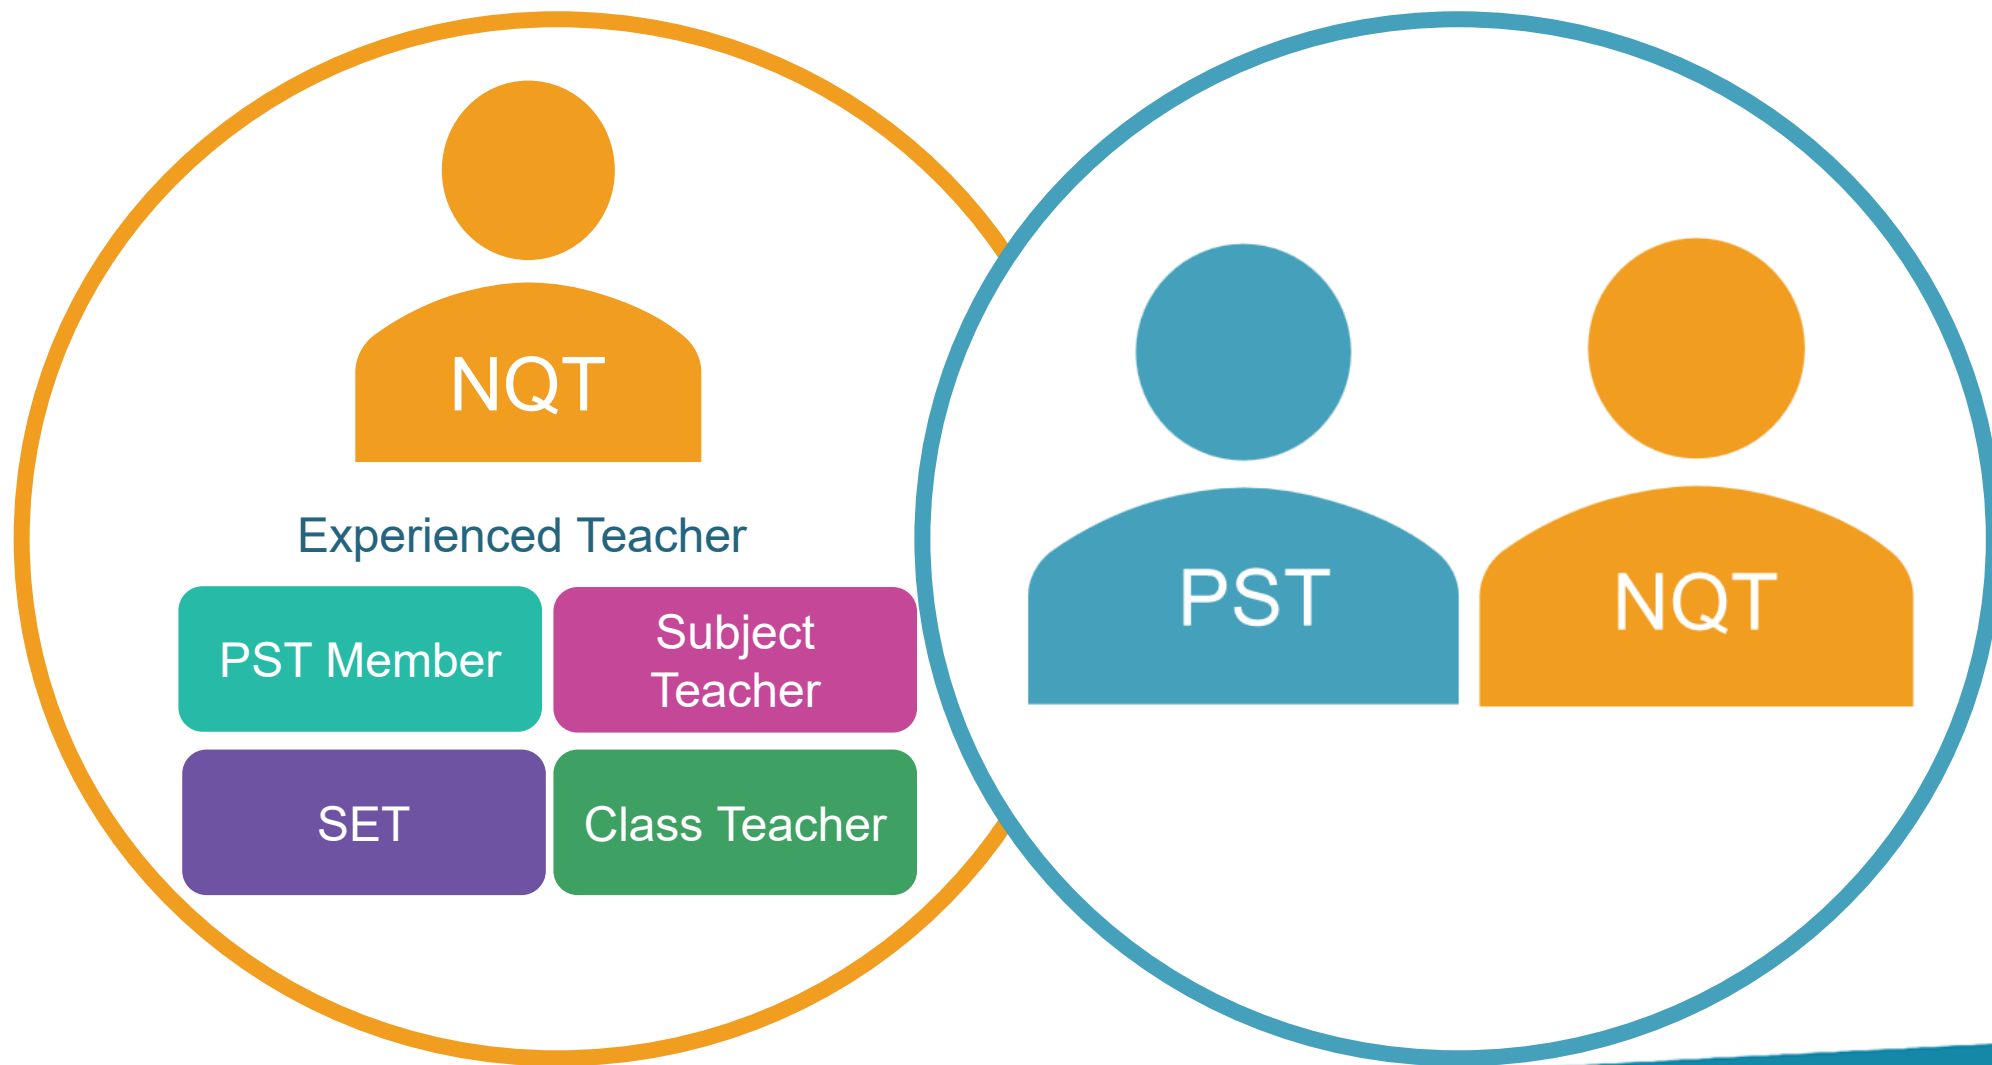 NQT
Experienced Teacher
PST Member
Subject
Teacher
SET
Class Teacher
PST
NQT